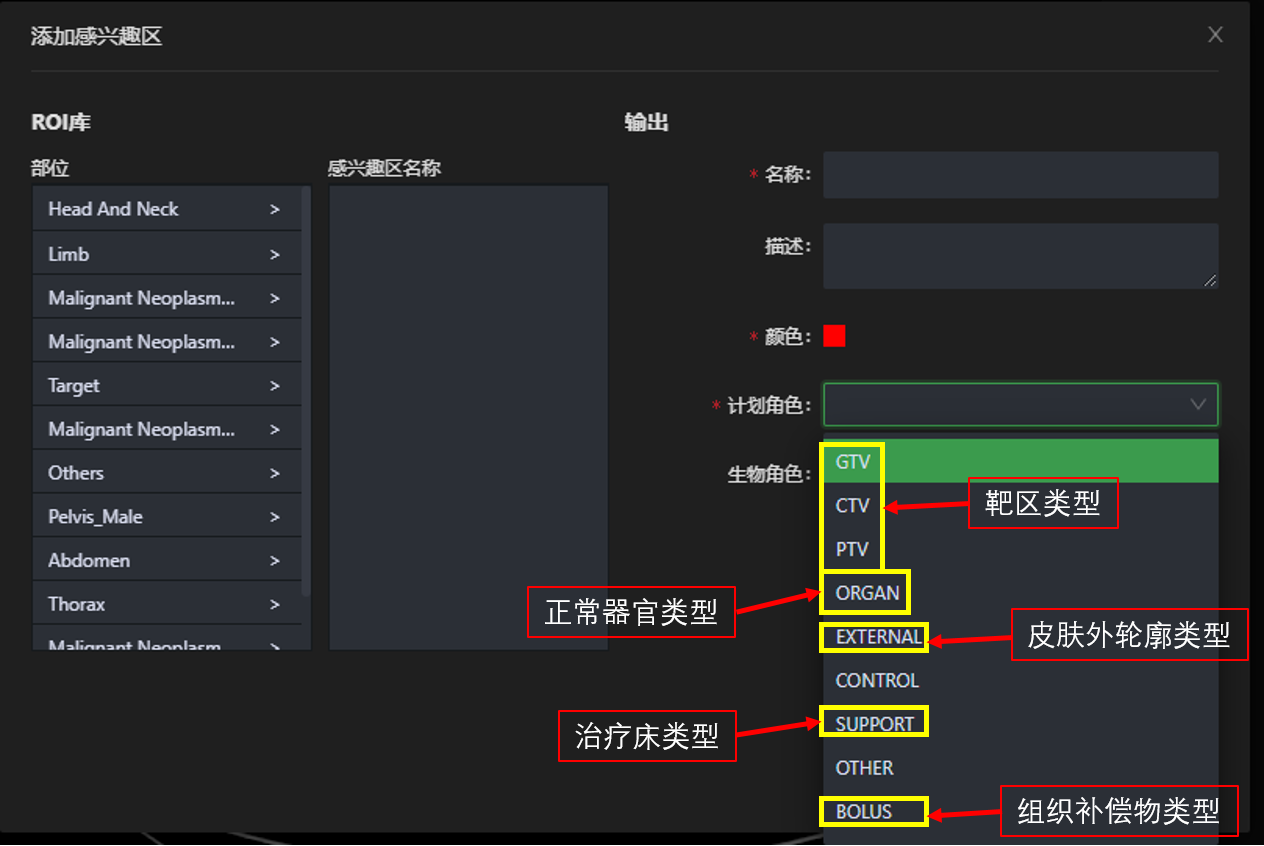 添加感兴趣区
X
ROI库
部位
感兴趣区名称
Head And Neck >
Limb >
Malignant Neoplasm... >
Malignant Neoplasm... >
Target >
Malignant Neoplasm... >
Others >
Pelvis_Male >
Abdomen >
Thorax >
Malignant Neoplasm... >
输出
* 名称:
描述:
* 颜色:
* 计划角色:
生物角色:
GTV
CTV
PTV
ORGAN
EXTERNAL
CONTROL
SUPPORT
OTHER
BOLUS
靶区类型
正常器官类型
皮肤外轮廓类型
治疗床类型
组织补偿物类型